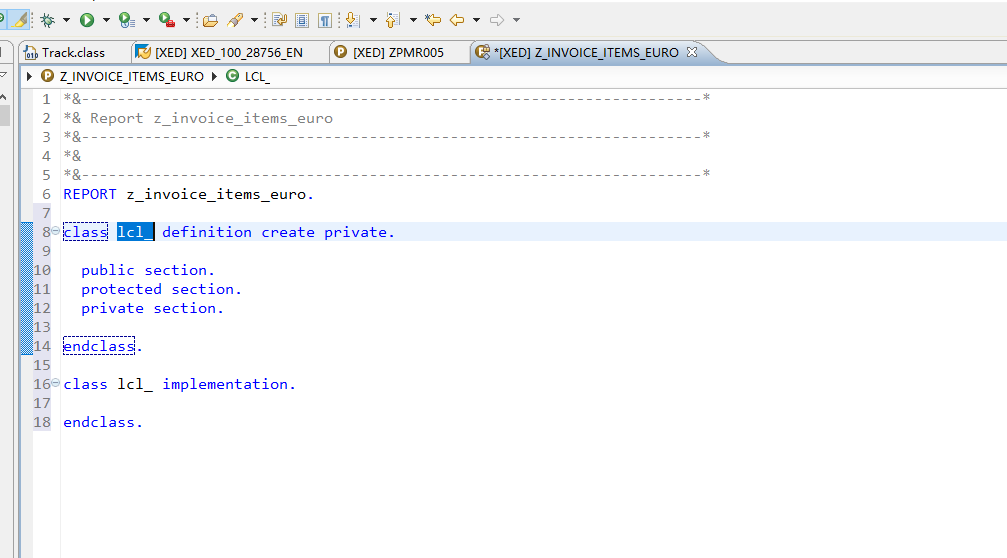 Track.class
[XED] XED_100_28756_EN
[XED] ZPMR005
*[XED] Z_INVOICE_ITEMS_EURO
Z_INVOICE_ITEMS_EURO
LCL_
1 *&---------------------------------------------------------------------*
2 *& Report z_invoice_items_euro
3 *&---------------------------------------------------------------------*
4 *&
5 *&---------------------------------------------------------------------*
6 REPORT z_invoice_items_euro.
7
8 class lcl_ definition create private.
9
10   public section.
11   protected section.
12   private section.
13
14 endclass.
15
16 class lcl_ implementation.
17
18 endclass.